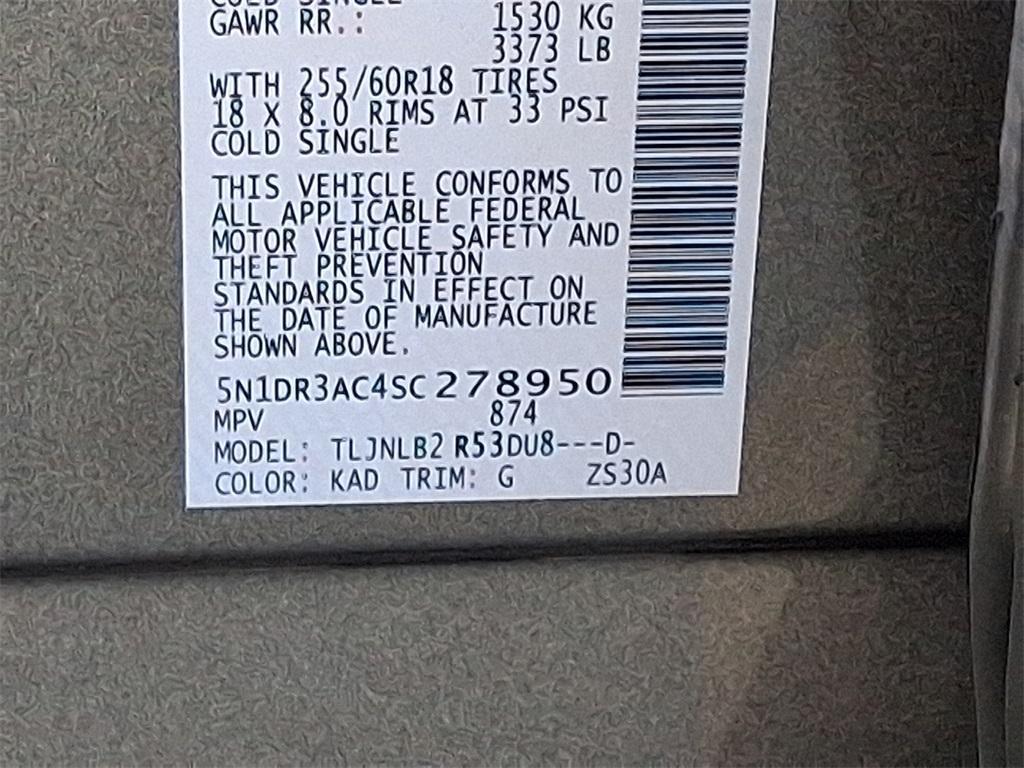 COLD SINGLE
GAWR RR.: 1530 KG
3373 LB
WITH 255/60R18 TIRES
18 X 8.0 RIMS AT 33 PSI
COLD SINGLE
THIS VEHICLE CONFORMS TO
ALL APPLICABLE FEDERAL
MOTOR VEHICLE SAFETY AND
THEFT PREVENTION
STANDARDS IN EFFECT ON
THE DATE OF MANUFACTURE
SHOWN ABOVE.
5N1DR3AC4SC278950
MPV 874
MODEL: TLJNLB2 R53DU8---D-
COLOR: KAD TRIM: G ZS30A